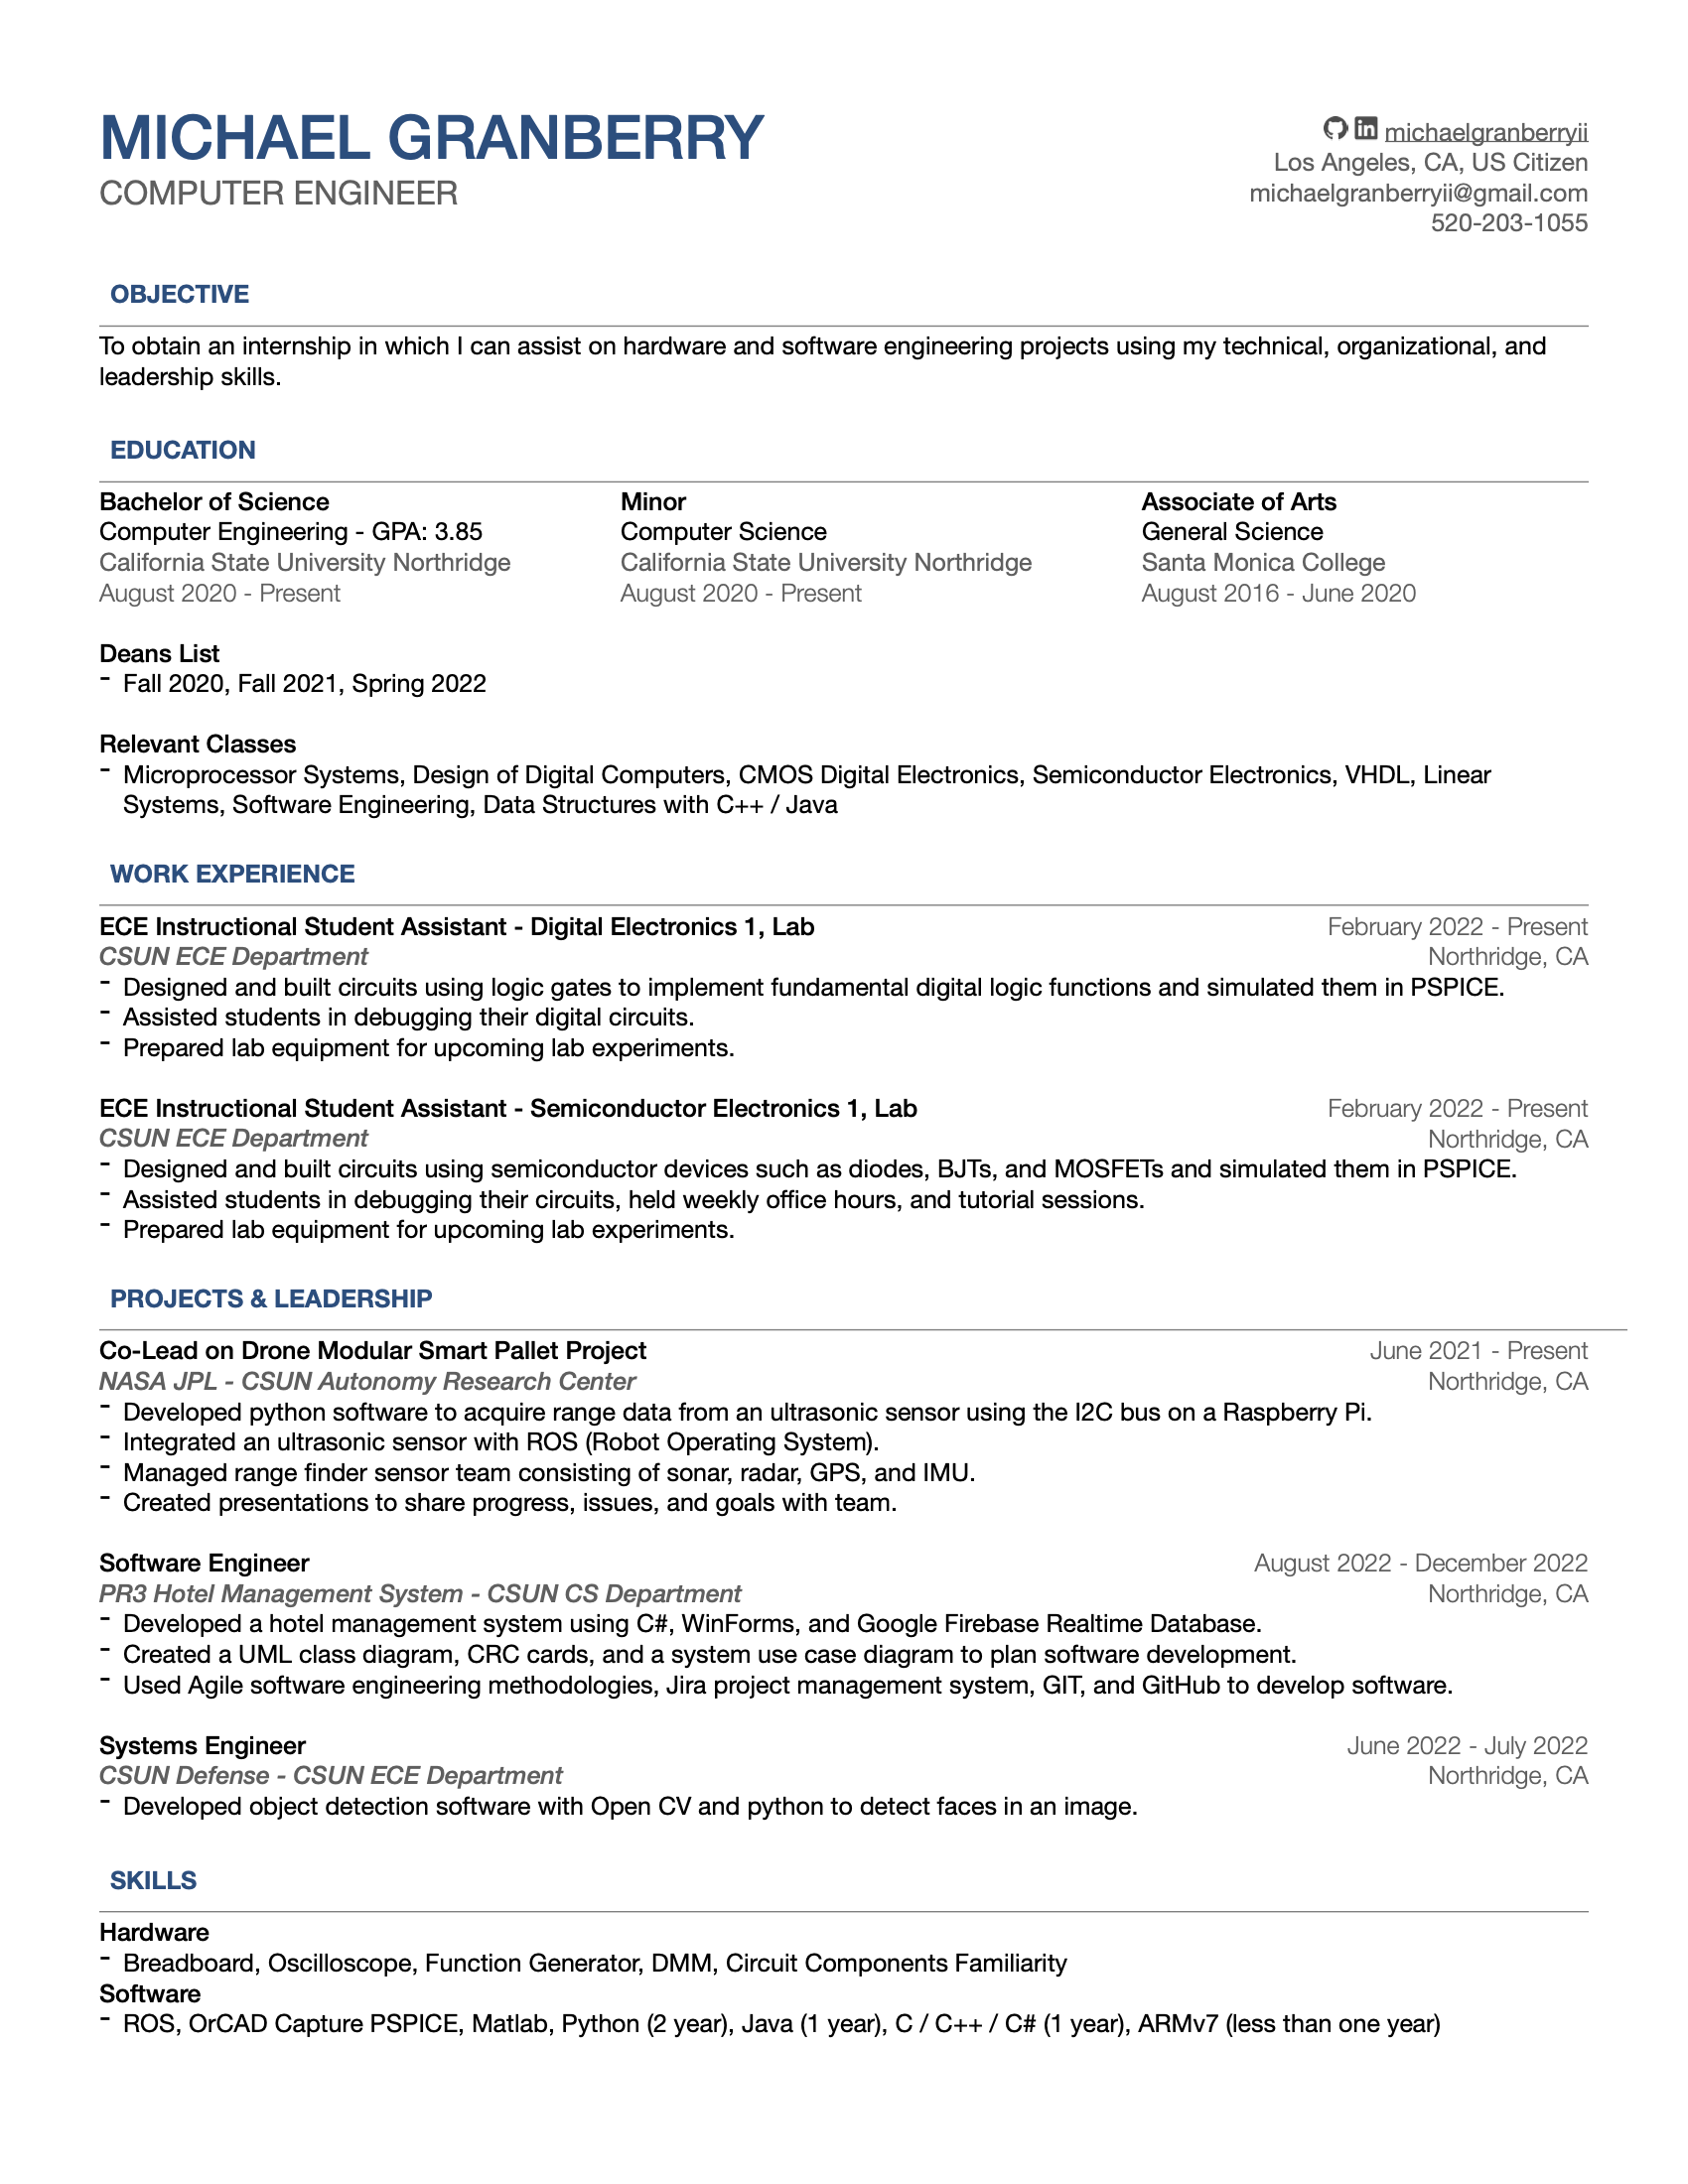 MICHAEL GRANBERRY
COMPUTER ENGINEER
michaelgranberryii
Los Angeles, CA, US Citizen
michaelgranberryii@gmail.com
520-203-1055
OBJECTIVE
To obtain an internship in which I can assist on hardware and software engineering projects using my technical, organizational, and
leadership skills.
EDUCATION
Bachelor of Science
Computer Engineering - GPA: 3.85
California State University Northridge
August 2020 - Present
Minor
Computer Science
California State University Northridge
August 2020 - Present
Associate of Arts
General Science
Santa Monica College
August 2016 - June 2020
Deans List
- Fall 2020, Fall 2021, Spring 2022
Relevant Classes
- Microprocessor Systems, Design of Digital Computers, CMOS Digital Electronics, Semiconductor Electronics, VHDL, Linear
Systems, Software Engineering, Data Structures with C++ / Java
WORK EXPERIENCE
ECE Instructional Student Assistant - Digital Electronics 1, Lab February 2022 - Present
CSUN ECE Department Northridge, CA
- Designed and built circuits using logic gates to implement fundamental digital logic functions and simulated them in PSPICE.
- Assisted students in debugging their digital circuits.
- Prepared lab equipment for upcoming lab experiments.
ECE Instructional Student Assistant - Semiconductor Electronics 1, Lab February 2022 - Present
CSUN ECE Department Northridge, CA
- Designed and built circuits using semiconductor devices such as diodes, BJTs, and MOSFETs and simulated them in PSPICE.
- Assisted students in debugging their circuits, held weekly office hours, and tutorial sessions.
- Prepared lab equipment for upcoming lab experiments.
PROJECTS & LEADERSHIP
Co-Lead on Drone Modular Smart Pallet Project June 2021 - Present
NASA JPL - CSUN Autonomy Research Center Northridge, CA
- Developed python software to acquire range data from an ultrasonic sensor using the I2C bus on a Raspberry Pi.
- Integrated an ultrasonic sensor with ROS (Robot Operating System).
- Managed range finder sensor team consisting of sonar, radar, GPS, and IMU.
- Created presentations to share progress, issues, and goals with team.
Software Engineer August 2022 - December 2022
PR3 Hotel Management System - CSUN CS Department Northridge, CA
- Developed a hotel management system using C#, WinForms, and Google Firebase Realtime Database.
- Created a UML class diagram, CRC cards, and a system use case diagram to plan software development.
- Used Agile software engineering methodologies, Jira project management system, GIT, and GitHub to develop software.
Systems Engineer June 2022 - July 2022
CSUN Defense - CSUN ECE Department Northridge, CA
- Developed object detection software with Open CV and python to detect faces in an image.
SKILLS
Hardware
- Breadboard, Oscilloscope, Function Generator, DMM, Circuit Components Familiarity
Software
- ROS, OrCAD Capture PSPICE, Matlab, Python (2 year), Java (1 year), C / C++ / C# (1 year), ARMv7 (less than one year)